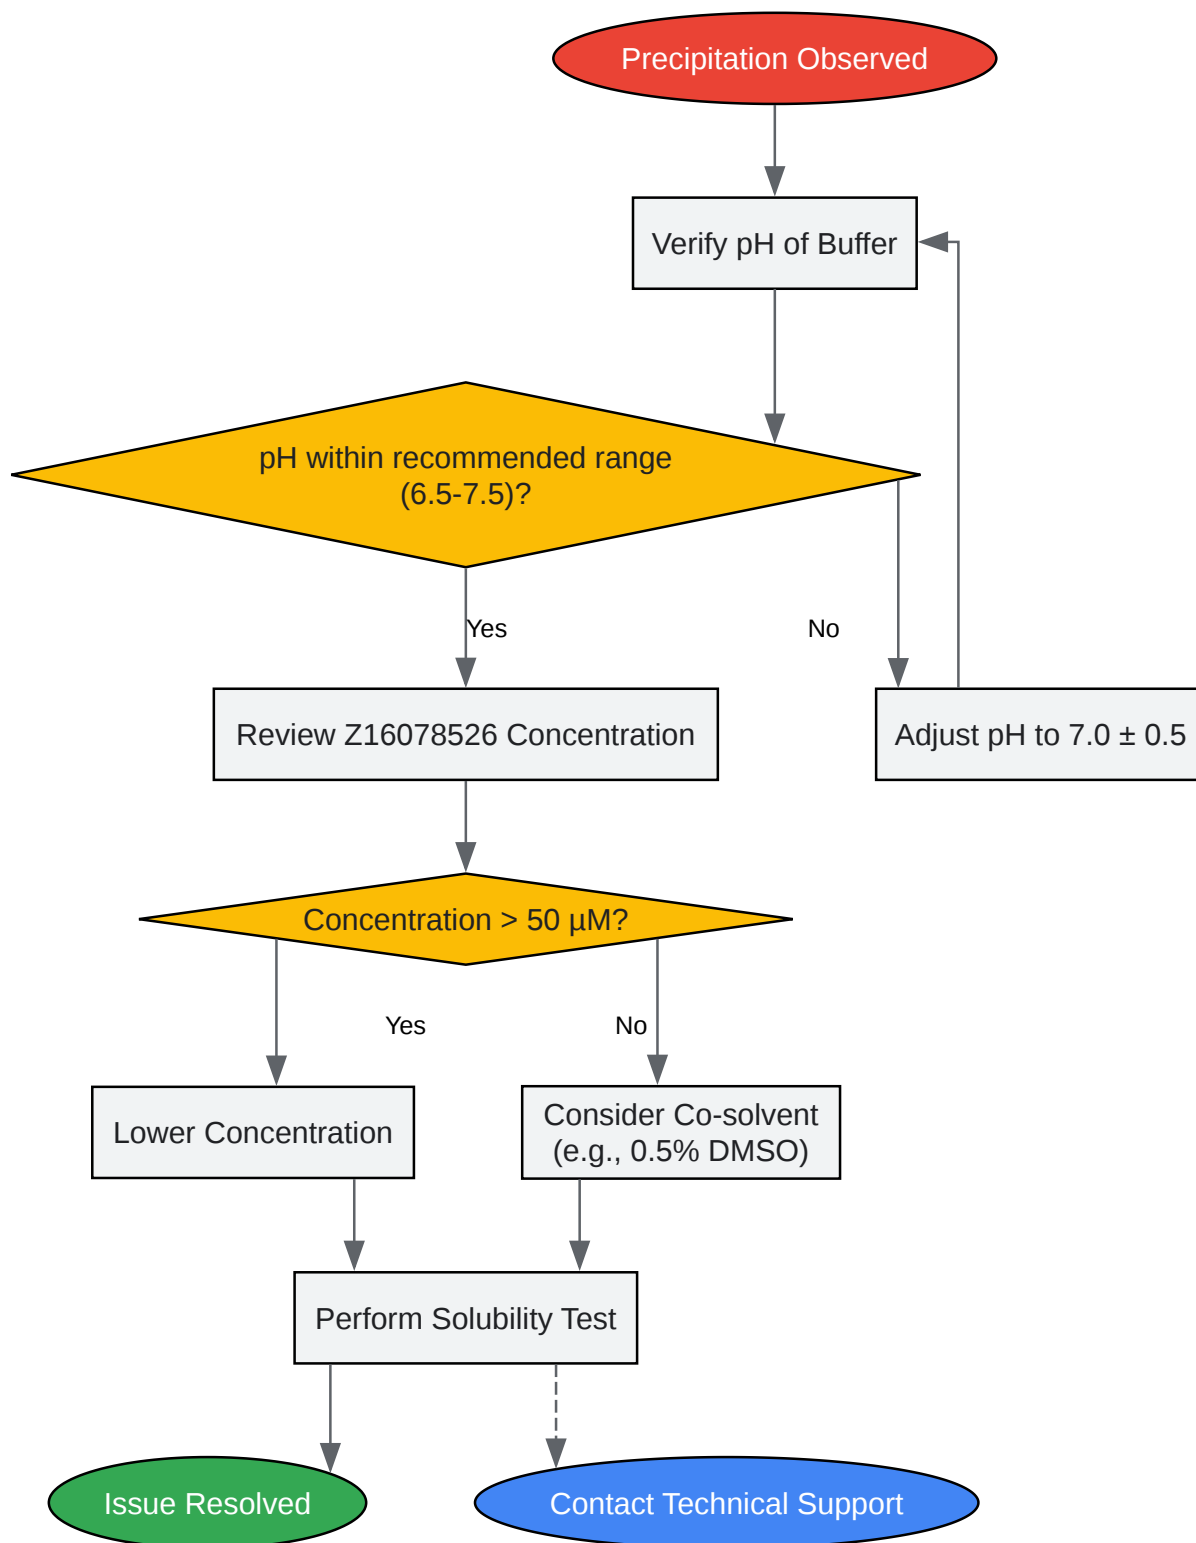 Precipitation Observed
Verify pH of Buffer
pH within recommended range
(6.5-7.5)?
Yes
No
Review Z16078526 Concentration
Adjust pH to 7.0 ± 0.5
Concentration > 50 µM?
Yes
No
Lower Concentration
Consider Co-solvent
(e.g., 0.5% DMSO)
Perform Solubility Test
Issue Resolved
Contact Technical Support